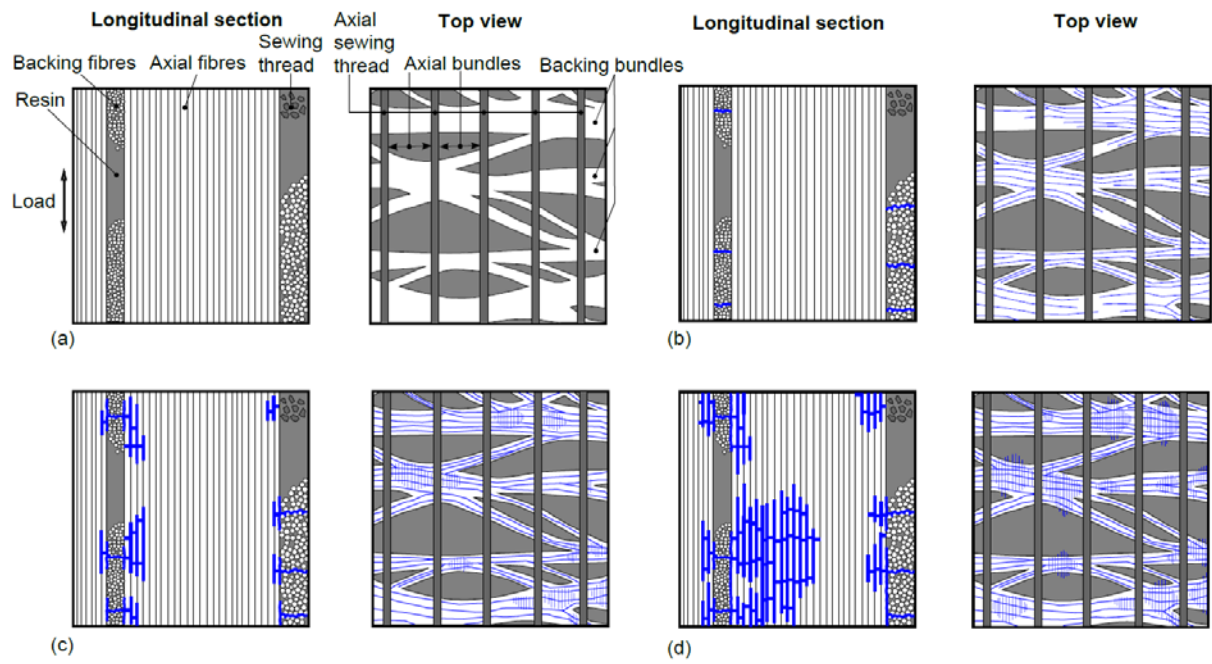 Longitudinal section
Top view
Longitudinal section
Top view
Axial
sewing
thread
Sewing
thread
Backing fibres
Axial fibres
Axial bundles
Backing bundles
Resin
Load
(a)
(b)
(c)
(d)